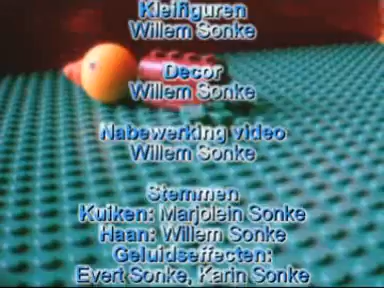 Kleifiguren
Willem Sonke
Decor
Willem Sonke
Nabewerking video
Willem Sonke
Stemmen
Kuiken: Marjolein Sonke
Haan: Willem Sonke
Geluidseffecten:
Evert Sonke, Karin Sonke